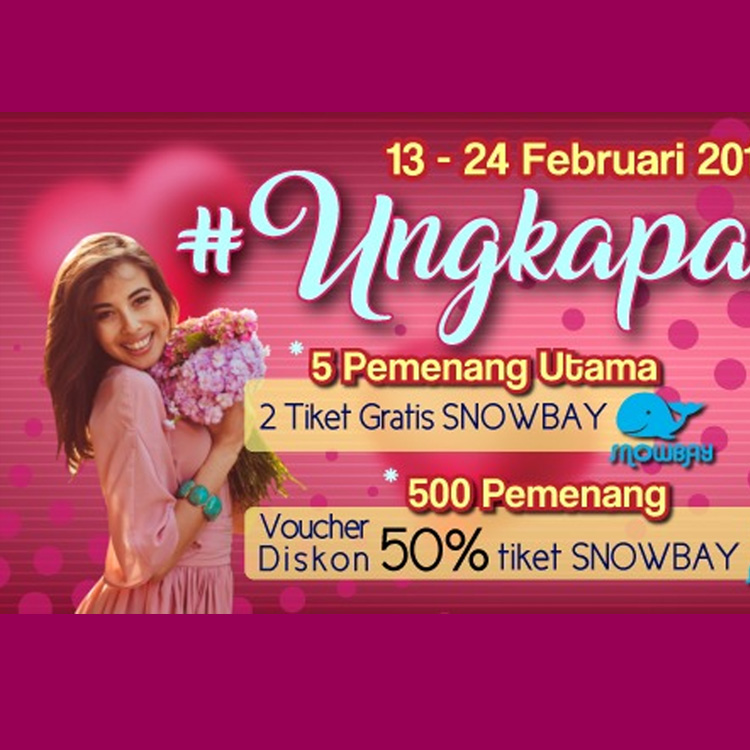 13 - 24 Februari 201
#Ungkapa
* 5 Pemenang Utama
2 Tiket Gratis SNOWBAY
SNOWBAY
* 500 Pemenang
Voucher
Diskon 50% tiket SNOWBAY